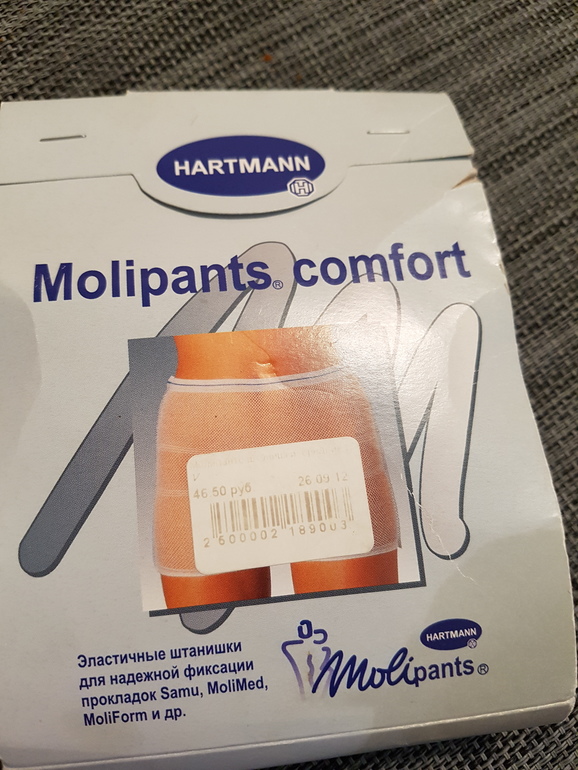 HARTMANN
Molipants® comfort
46.50 руб 26.09.12
2 500002 189003
Эластичные штанишки
для надежной фиксации
прокладок Samu, MoliMed,
MoliForm и др.
HARTMANN
Molipants®